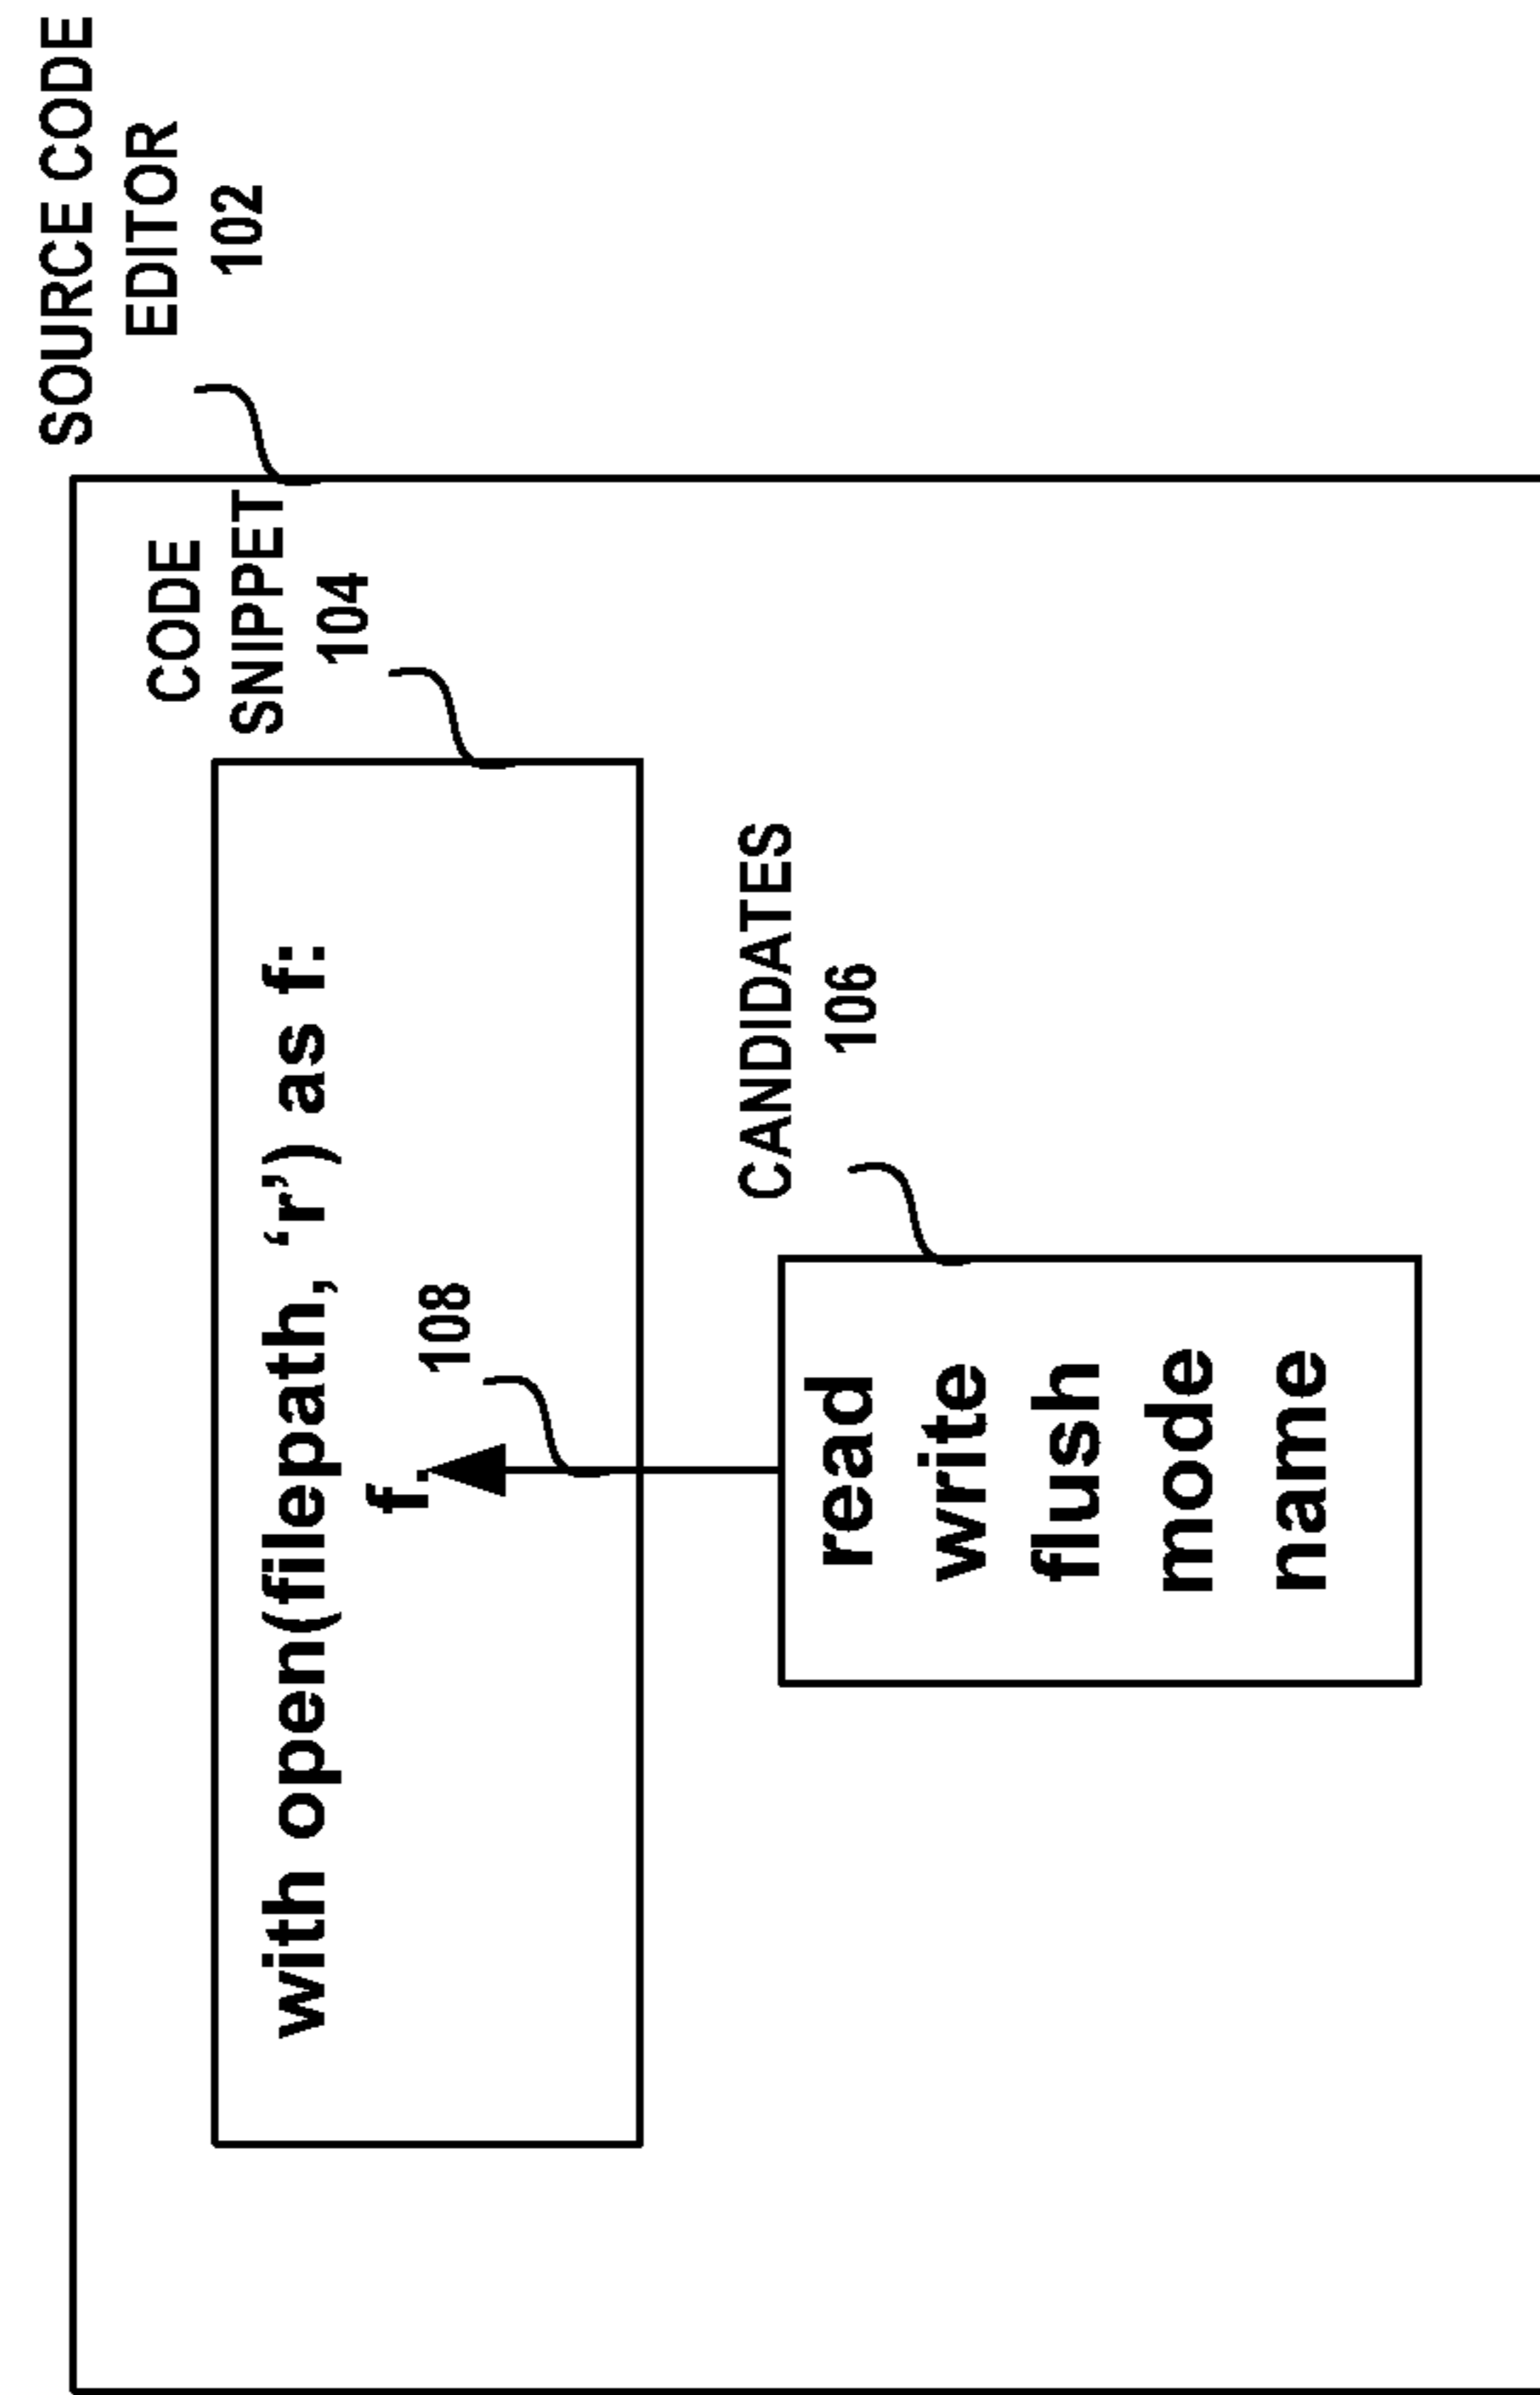 SOURCE CODE
EDITOR
102
CODE
SNIPPET
104
with open(filepath, ‘r’) as f:
f.
108
CANDIDATES
106
read
write
flush
mode
name